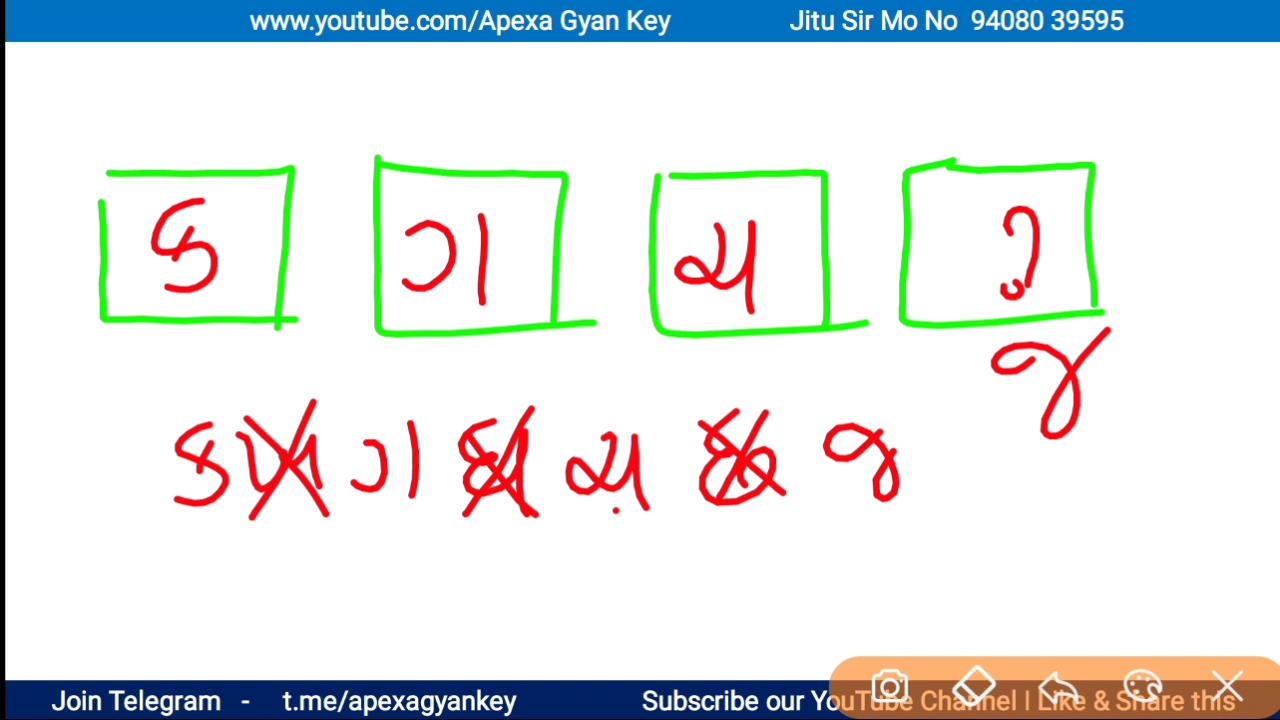 www.youtube.com/Apexa Gyan Key Jitu Sir Mo No 94080 39595
ક ગ ચ ?
જ
ક ખ ગ ઘ ચ છ જ
Join Telegram - t.me/apexagyankey Subscribe our YouTube Channel I Like & Share this